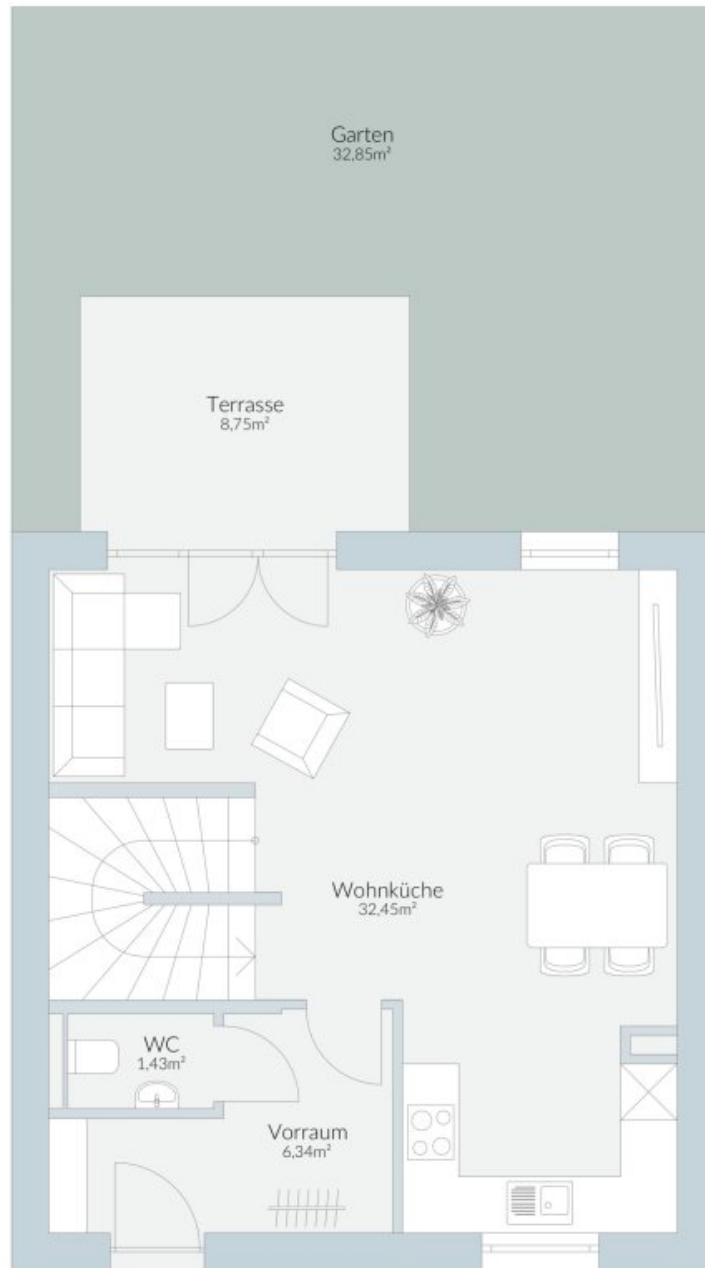 Garten
32,85m²
Terrasse
8,75m²
Wohnküche
32,45m²
WC
1,43m²
Vorraum
6,34m²